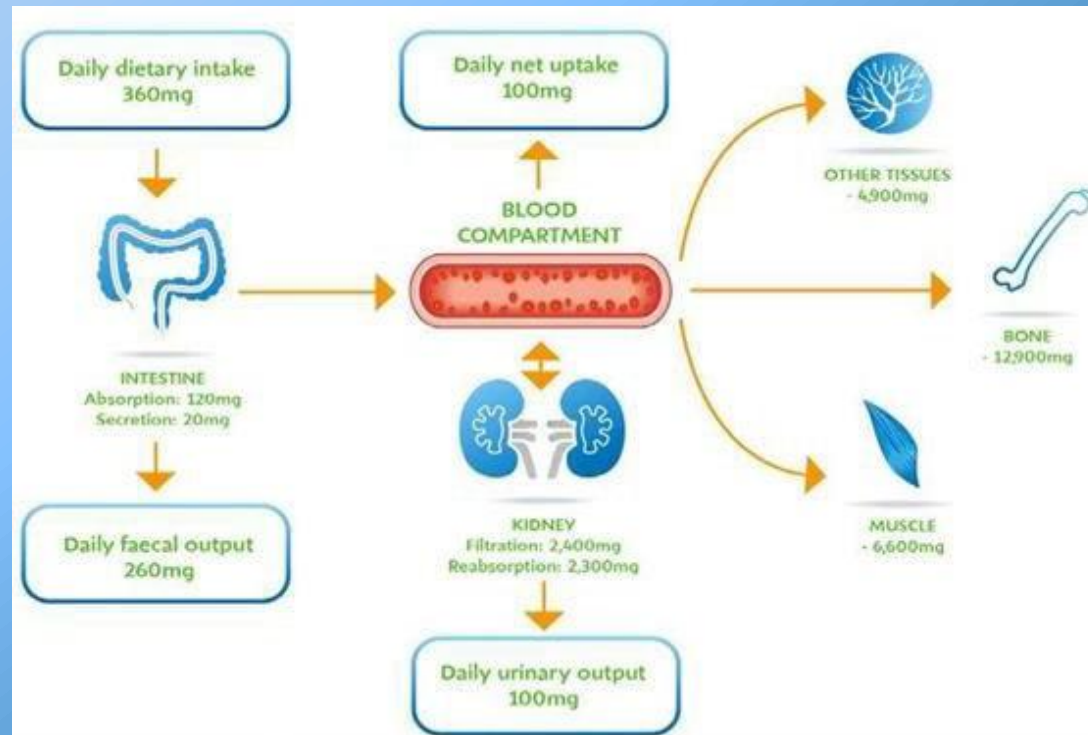 Daily dietary intake
360mg
Daily net uptake
100mg
OTHER TISSUES
- 4,900mg
BLOOD
COMPARTMENT
BONE
- 12,900mg
INTESTINE
Absorption: 120mg
Secretion: 20mg
KIDNEY
Filtration: 2,400mg
Reabsorption: 2,300mg
MUSCLE
- 6,600mg
Daily faecal output
260mg
Daily urinary output
100mg